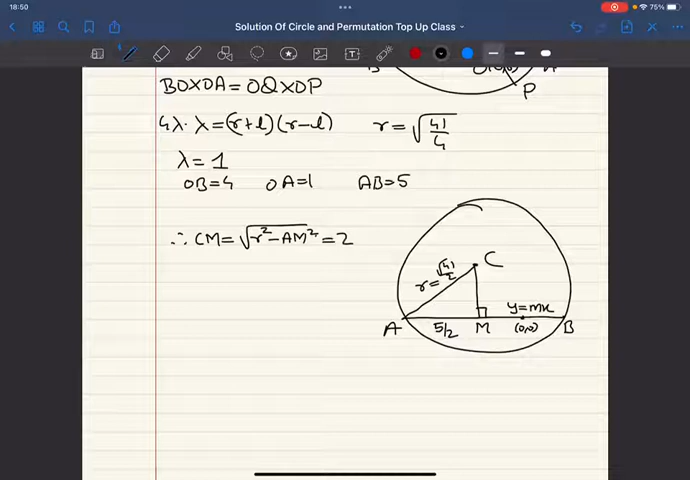 18:50
75%
Solution Of Circle and Permutation Top Up Class
P
BO×OA=OQ×OP
4λ·λ=(r+l)(r-l)
r=√(41/4)
λ=1
OB=4 OA=1 AB=5
∴ CM=√(r²-AM²)=2
C
r=√41/2
y=mx
A 5/2 M (0,0) B